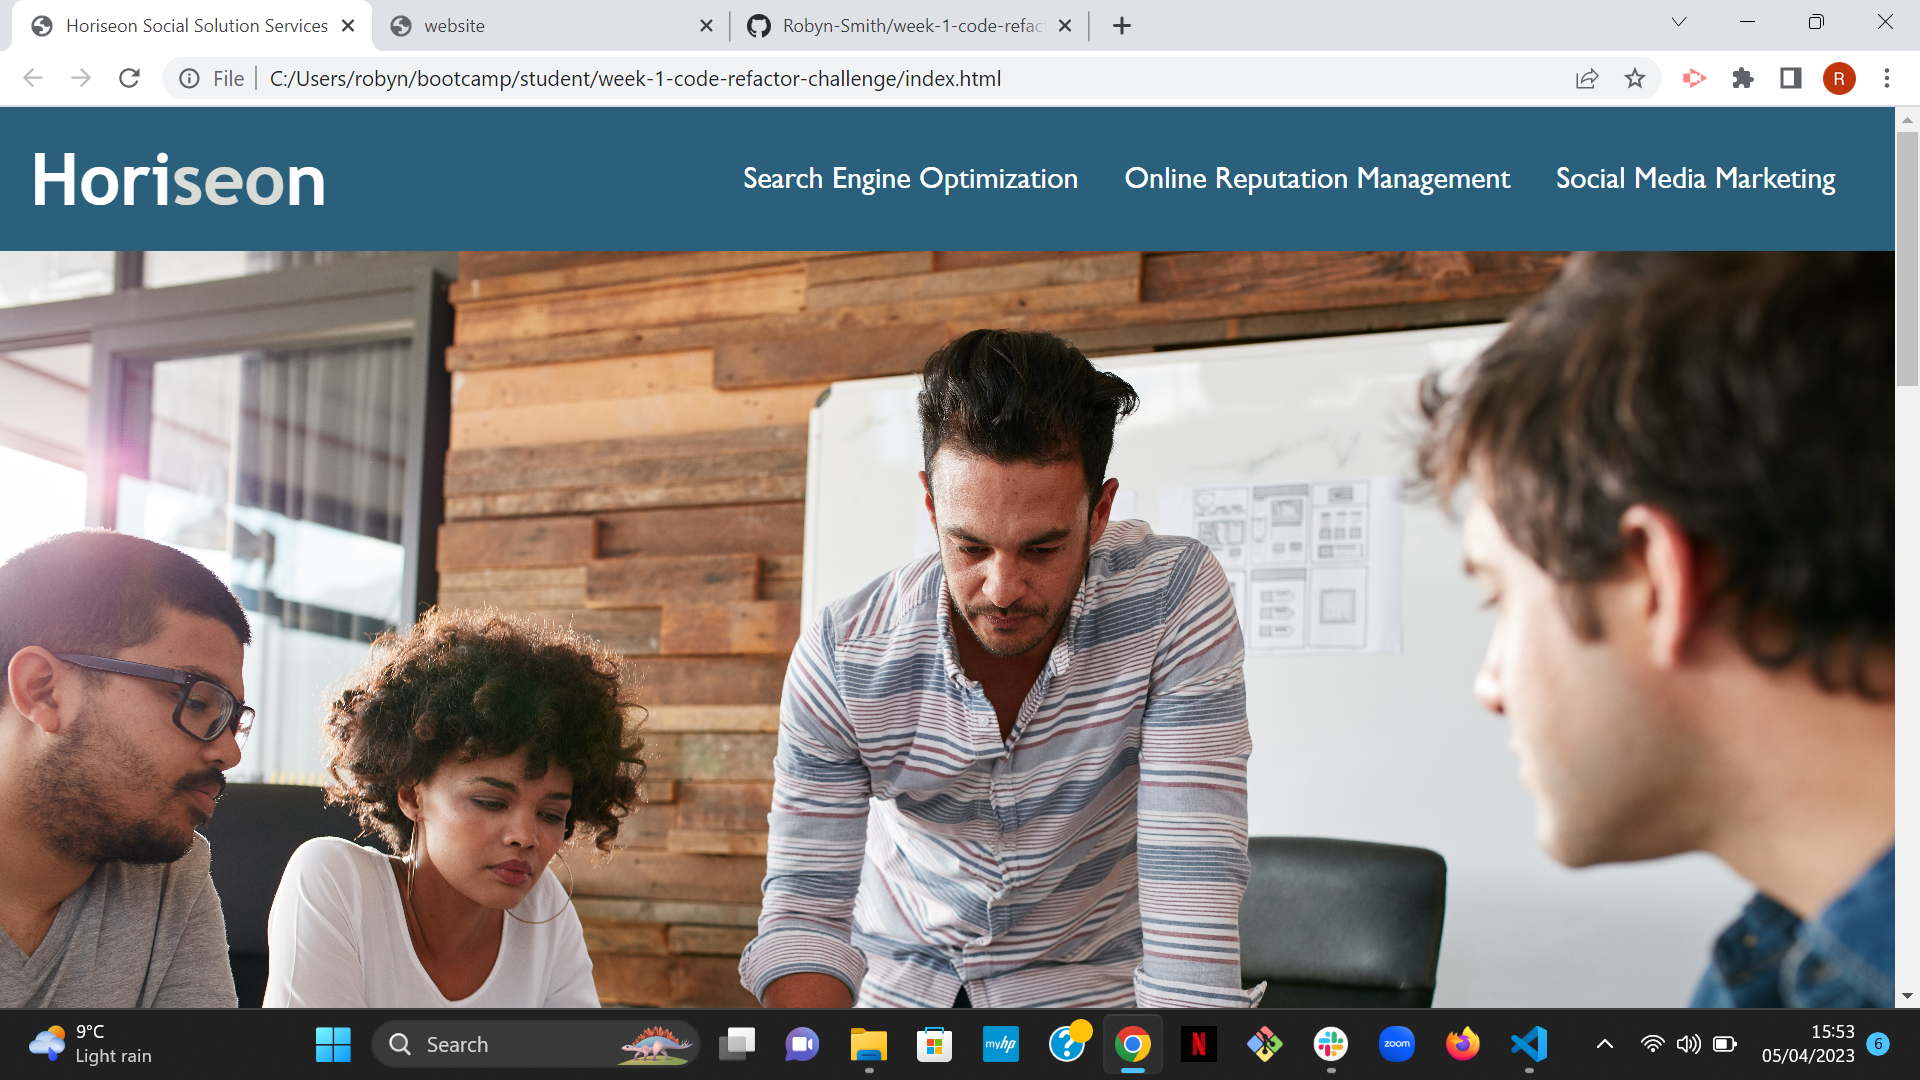 Horiseon Social Solution Services
website
Robyn-Smith/week-1-code-refac
File
C:/Users/robyn/bootcamp/student/week-1-code-refactor-challenge/index.html
R
Horiseon
Search Engine Optimization
Online Reputation Management
Social Media Marketing
9°C
Light rain
Search
myhp
?
N
zoom
15:53
05/04/2023
6